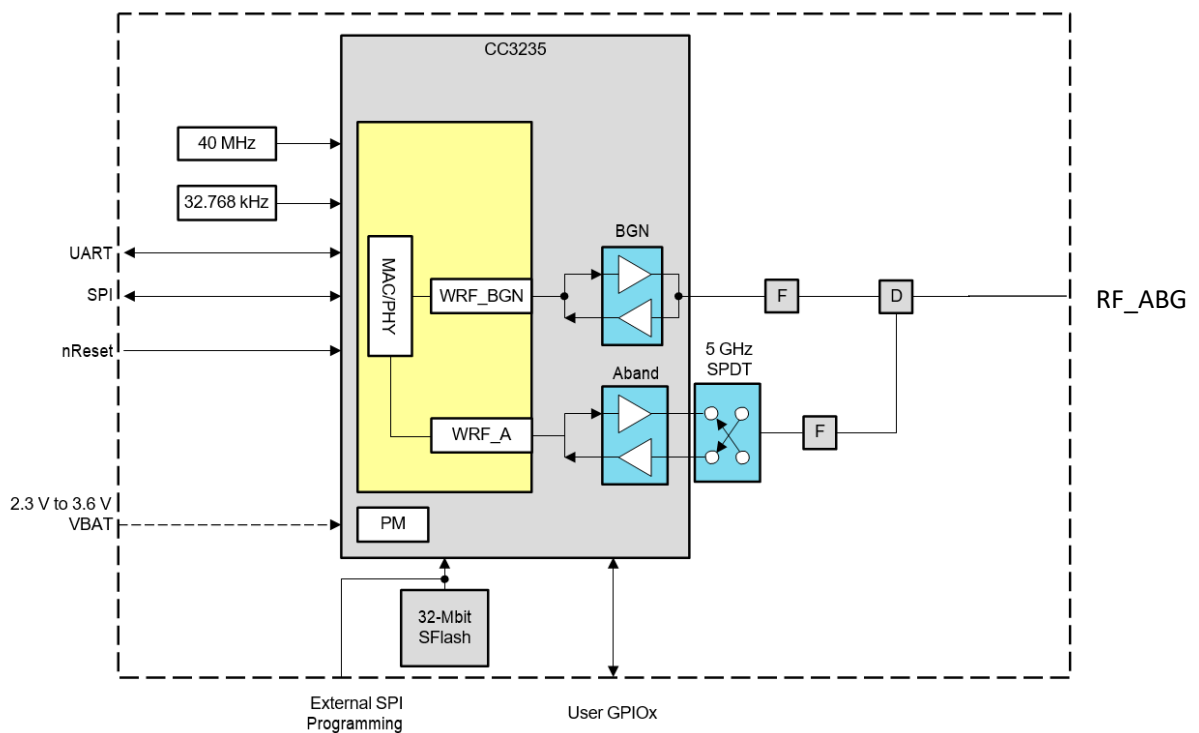 CC3235
40 MHz
32.768 kHz
UART
SPI
nReset
MAC/PHY
WRF_BGN
BGN
F
D
RF_ABG
5 GHz
SPDT
Aband
WRF_A
F
2.3 V to 3.6 V
VBAT
PM
32-Mbit
SFlash
External SPI
Programming
User GPIOx